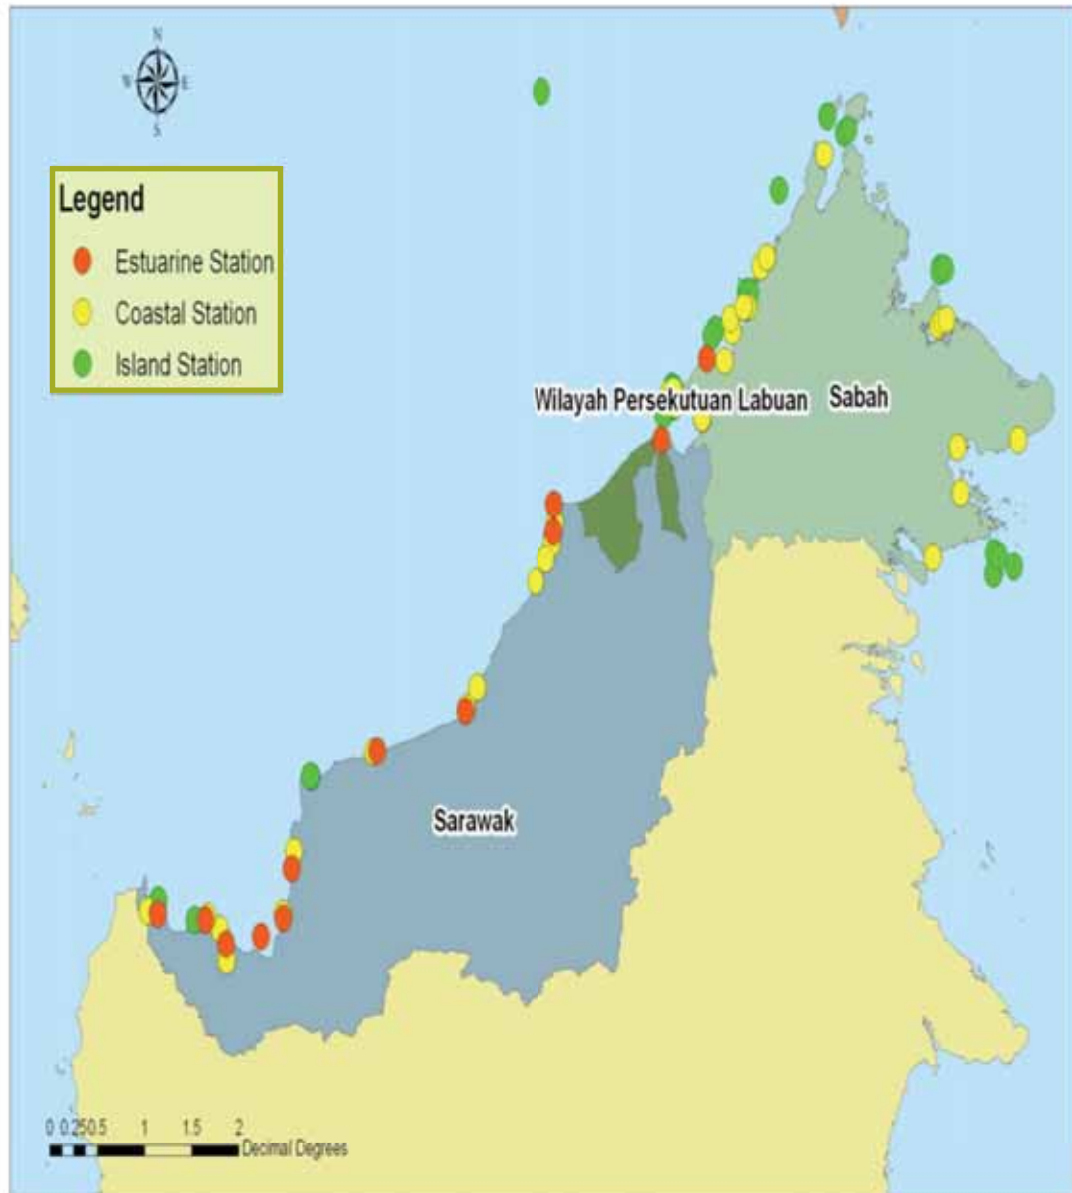 N
W E
S
Legend
Estuarine Station
Coastal Station
Island Station
Wilayah Persekutuan Labuan Sabah
Sarawak
0 0.25 0.5 1 1.5 2
Decimal Degrees